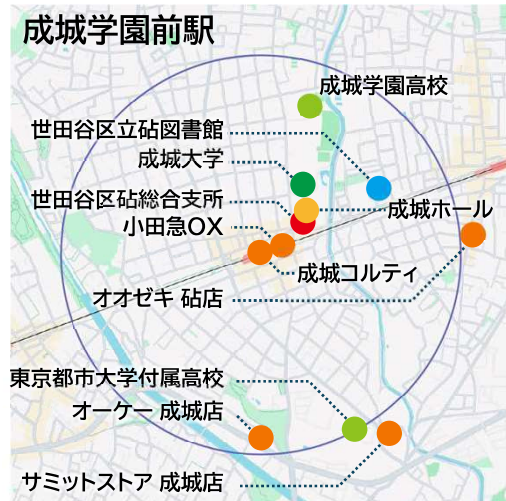 成城学園前駅
成城学園高校
世田谷区立砧図書館
成城大学
世田谷区砧総合支所
成城ホール
小田急OX
成城コルティ
オオゼキ 砧店
東京都市大学付属高校
オーケー 成城店
サミットストア 成城店